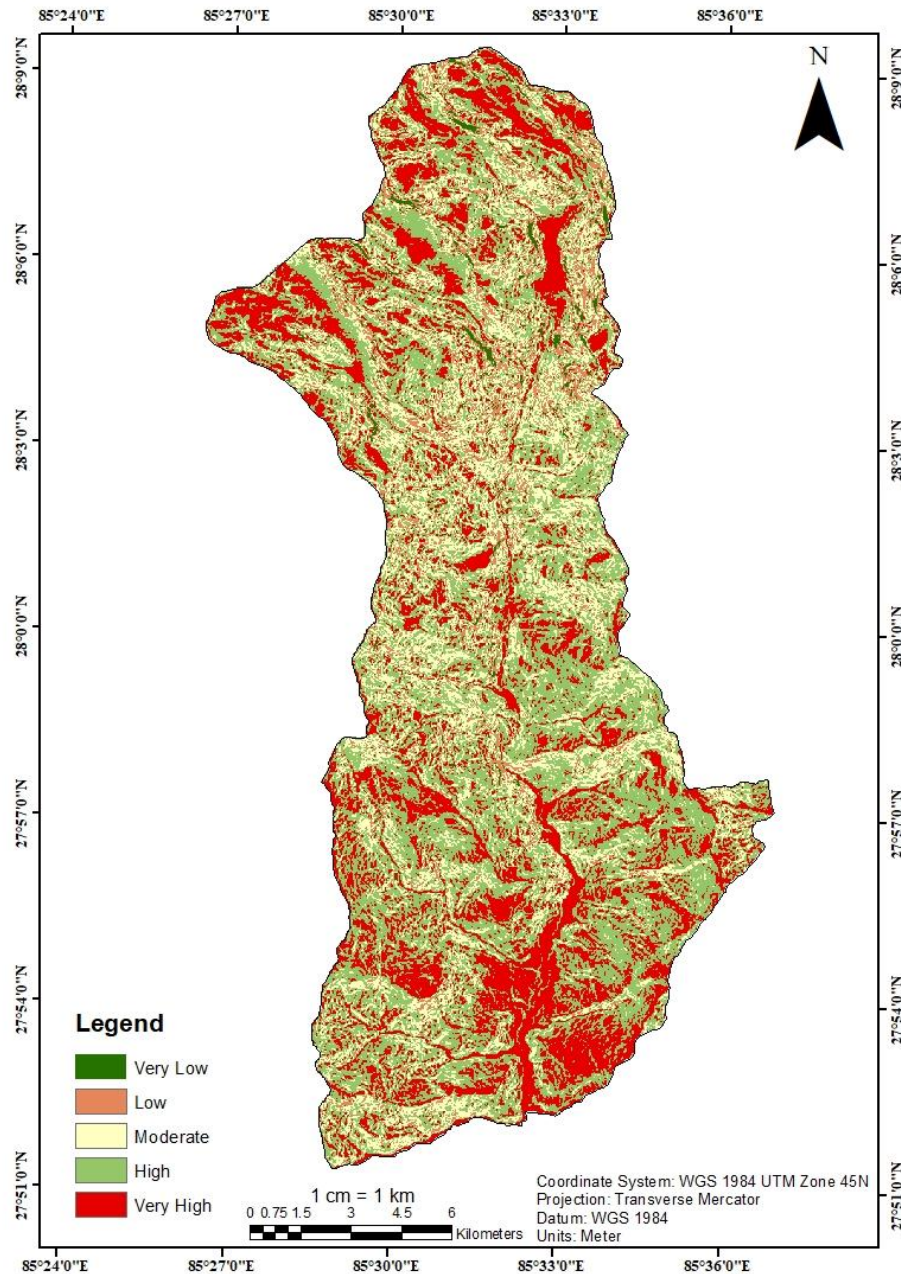 85°24'0"E 85°27'0"E 85°30'0"E 85°33'0"E 85°36'0"E
N
28°9'0"N 28°9'0"N
28°6'0"N 28°6'0"N
28°3'0"N 28°3'0"N
28°0'0"N 28°0'0"N
27°57'0"N 27°57'0"N
27°54'0"N 27°54'0"N
27°51'0"N 27°51'0"N
Legend
Very Low
Low
Moderate
High
Very High
1 cm = 1 km
0 0.75 1.5 3 4.5 6
Kilometers
Coordinate System: WGS 1984 UTM Zone 45N
Projection: Transverse Mercator
Datum: WGS 1984
Units: Meter
85°24'0"E 85°27'0"E 85°30'0"E 85°33'0"E 85°36'0"E